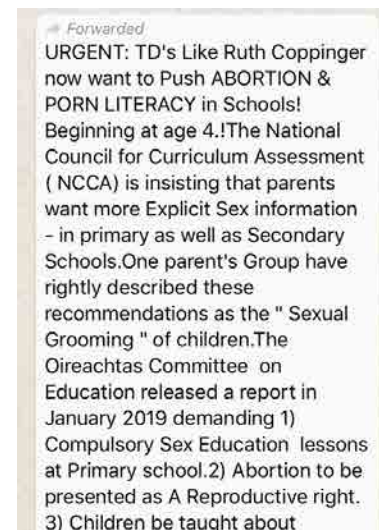 Forwarded
URGENT: TD's Like Ruth Coppinger
now want to Push ABORTION &
PORN LITERACY in Schools!
Beginning at age 4.!The National
Council for Curriculum Assessment
( NCCA) is insisting that parents
want more Explicit Sex information
- in primary as well as Secondary
Schools.One parent's Group have
rightly described these
recommendations as the " Sexual
Grooming " of children.The
Oireachtas Committee on
Education released a report in
January 2019 demanding 1)
Compulsory Sex Education lessons
at Primary school.2) Abortion to be
presented as A Reproductive right.
3) Children be taught about